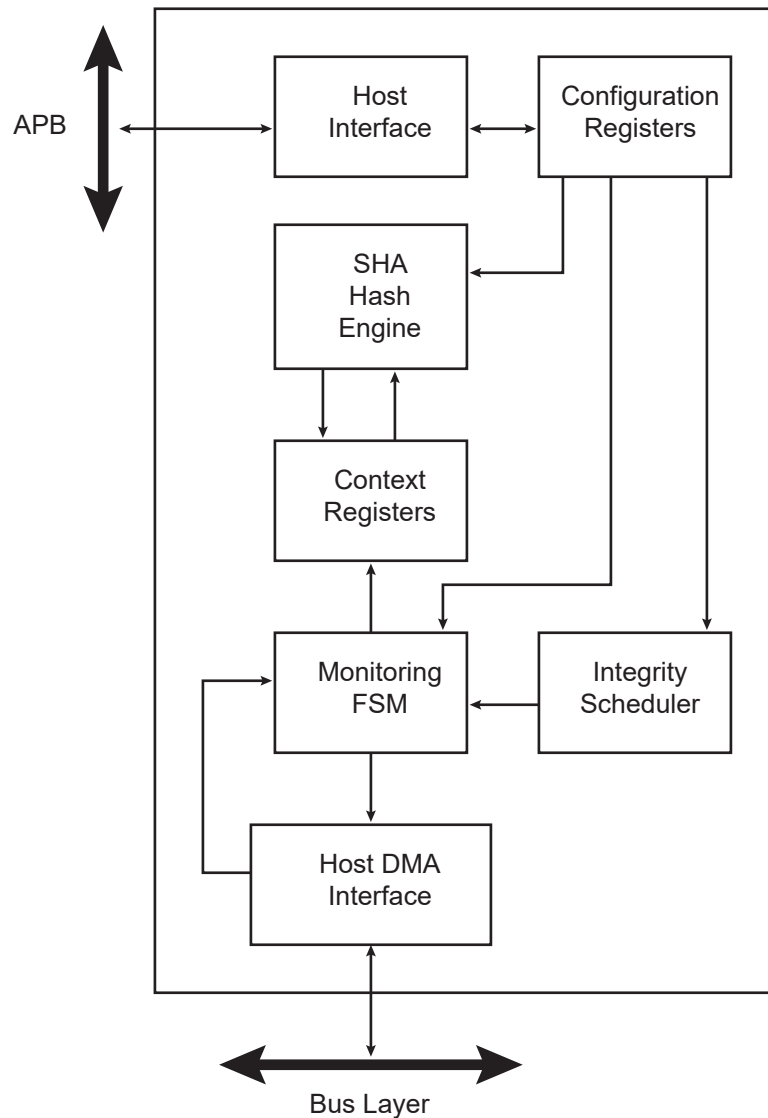 APB
Host
Interface
Configuration
Registers
SHA
Hash
Engine
Context
Registers
Monitoring
FSM
Integrity
Scheduler
Host DMA
Interface
Bus Layer